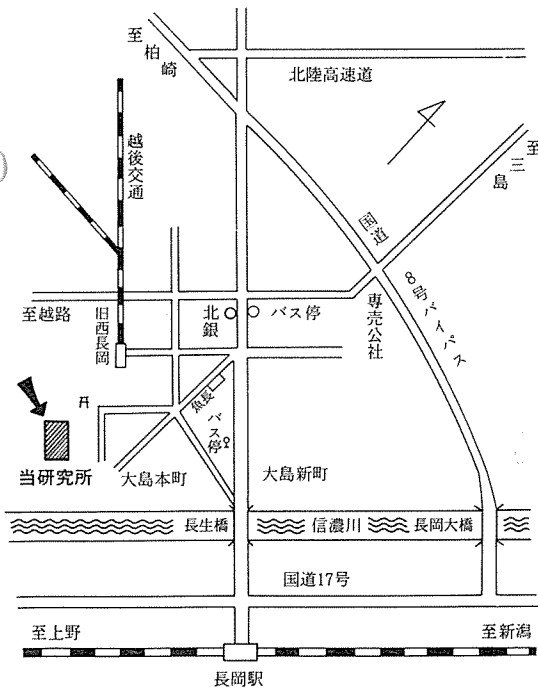 至柏崎
北陸高速道
越後交通
至三島
国道
8号バイパス
至越路
旧西長岡
北銀
バス停
専売公社
魚長
バス停
当研究所
大島本町
大島新町
長生橋
信濃川
長岡大橋
国道17号
至上野
至新潟
長岡駅